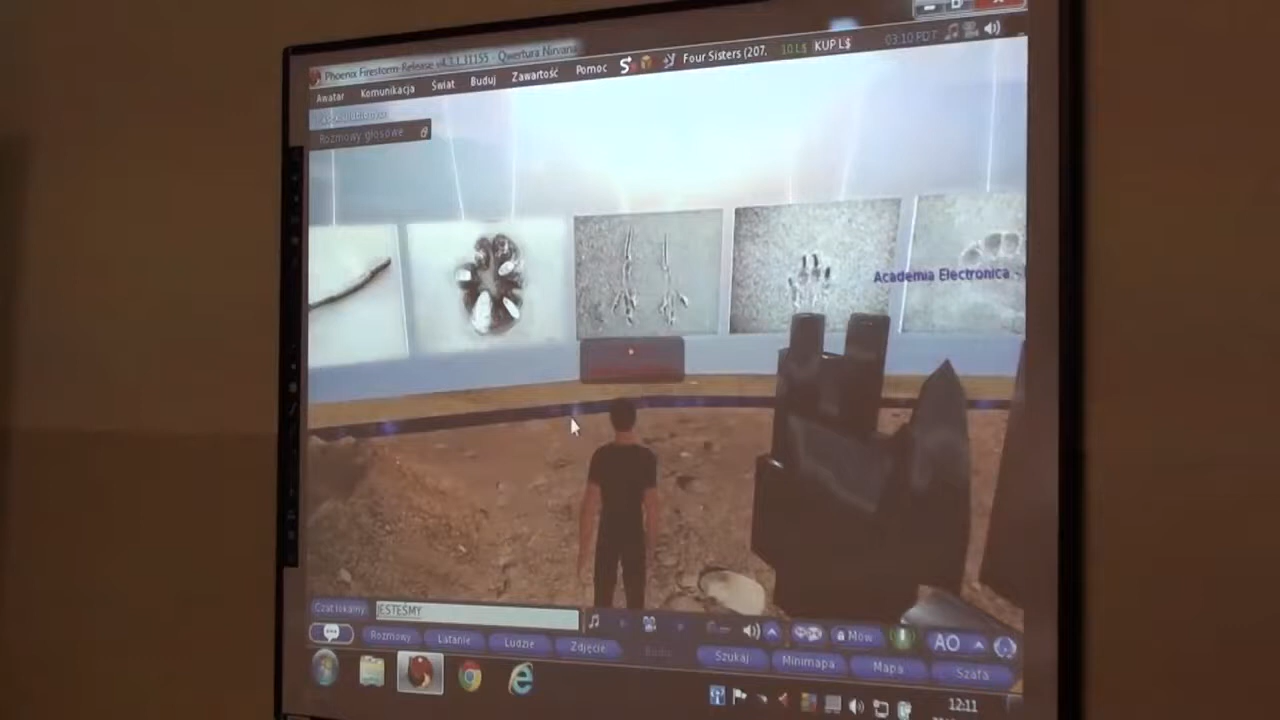 Phoenix Firestorm-Release v4.3.1.31155 - Qwertura Nirvana
Awatar Komunikacja Świat Buduj Zawartość Pomoc Four Sisters (207, 10 L$ KUP L$ 03:10 PDT
Rozmowy głosowe
Academia Electronica -
Czat lokalny JESTEŚMY
Mów AO
Rozmowy Latanie Ludzie Zdjęcie Szukaj Minimapa Mapa Szafa
12:11